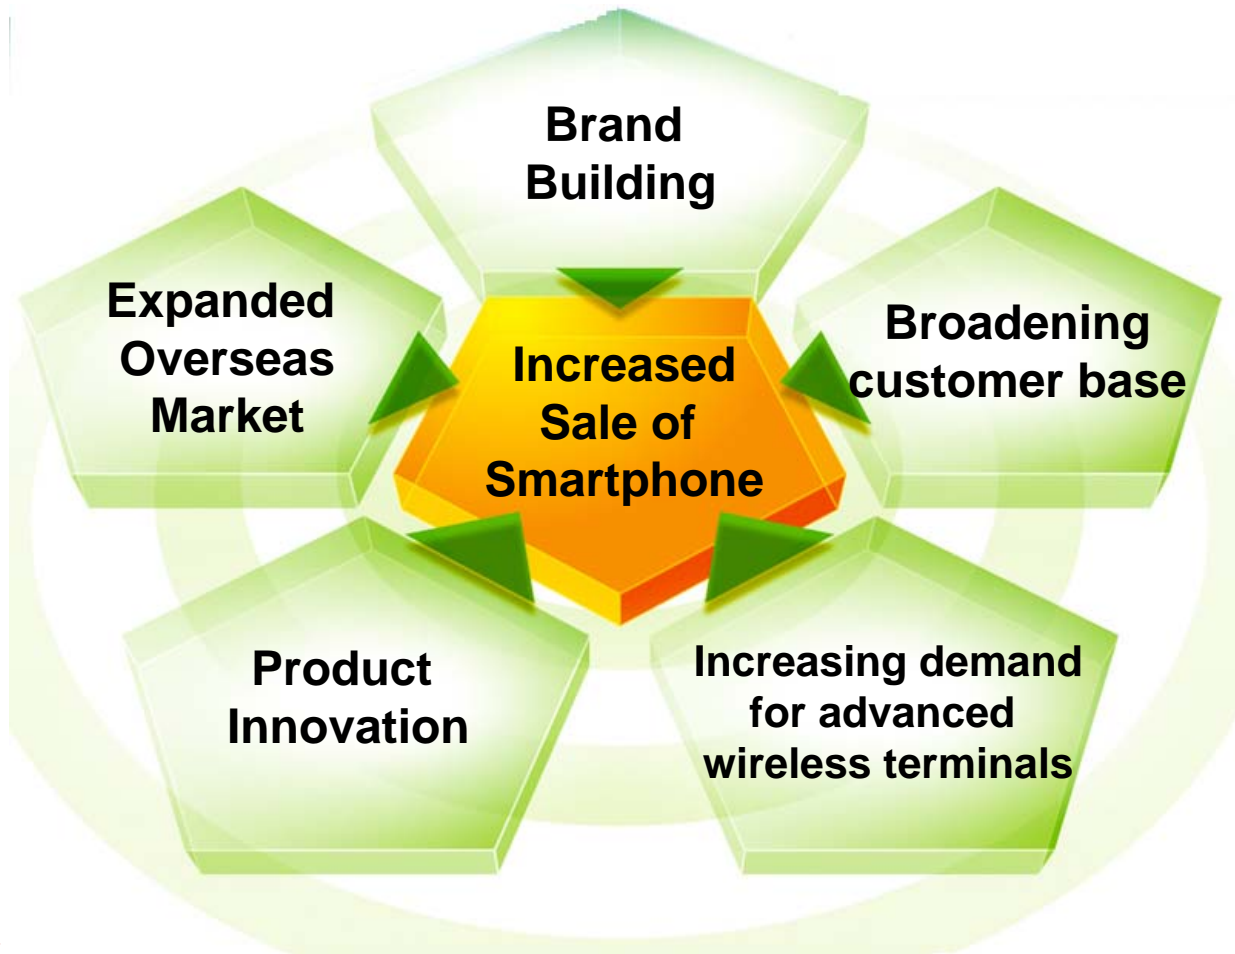 Brand
Building
Expanded
Overseas
Market
Broadening
customer base
Increased
Sale of
Smartphone
Product
Innovation
Increasing demand
for advanced
wireless terminals